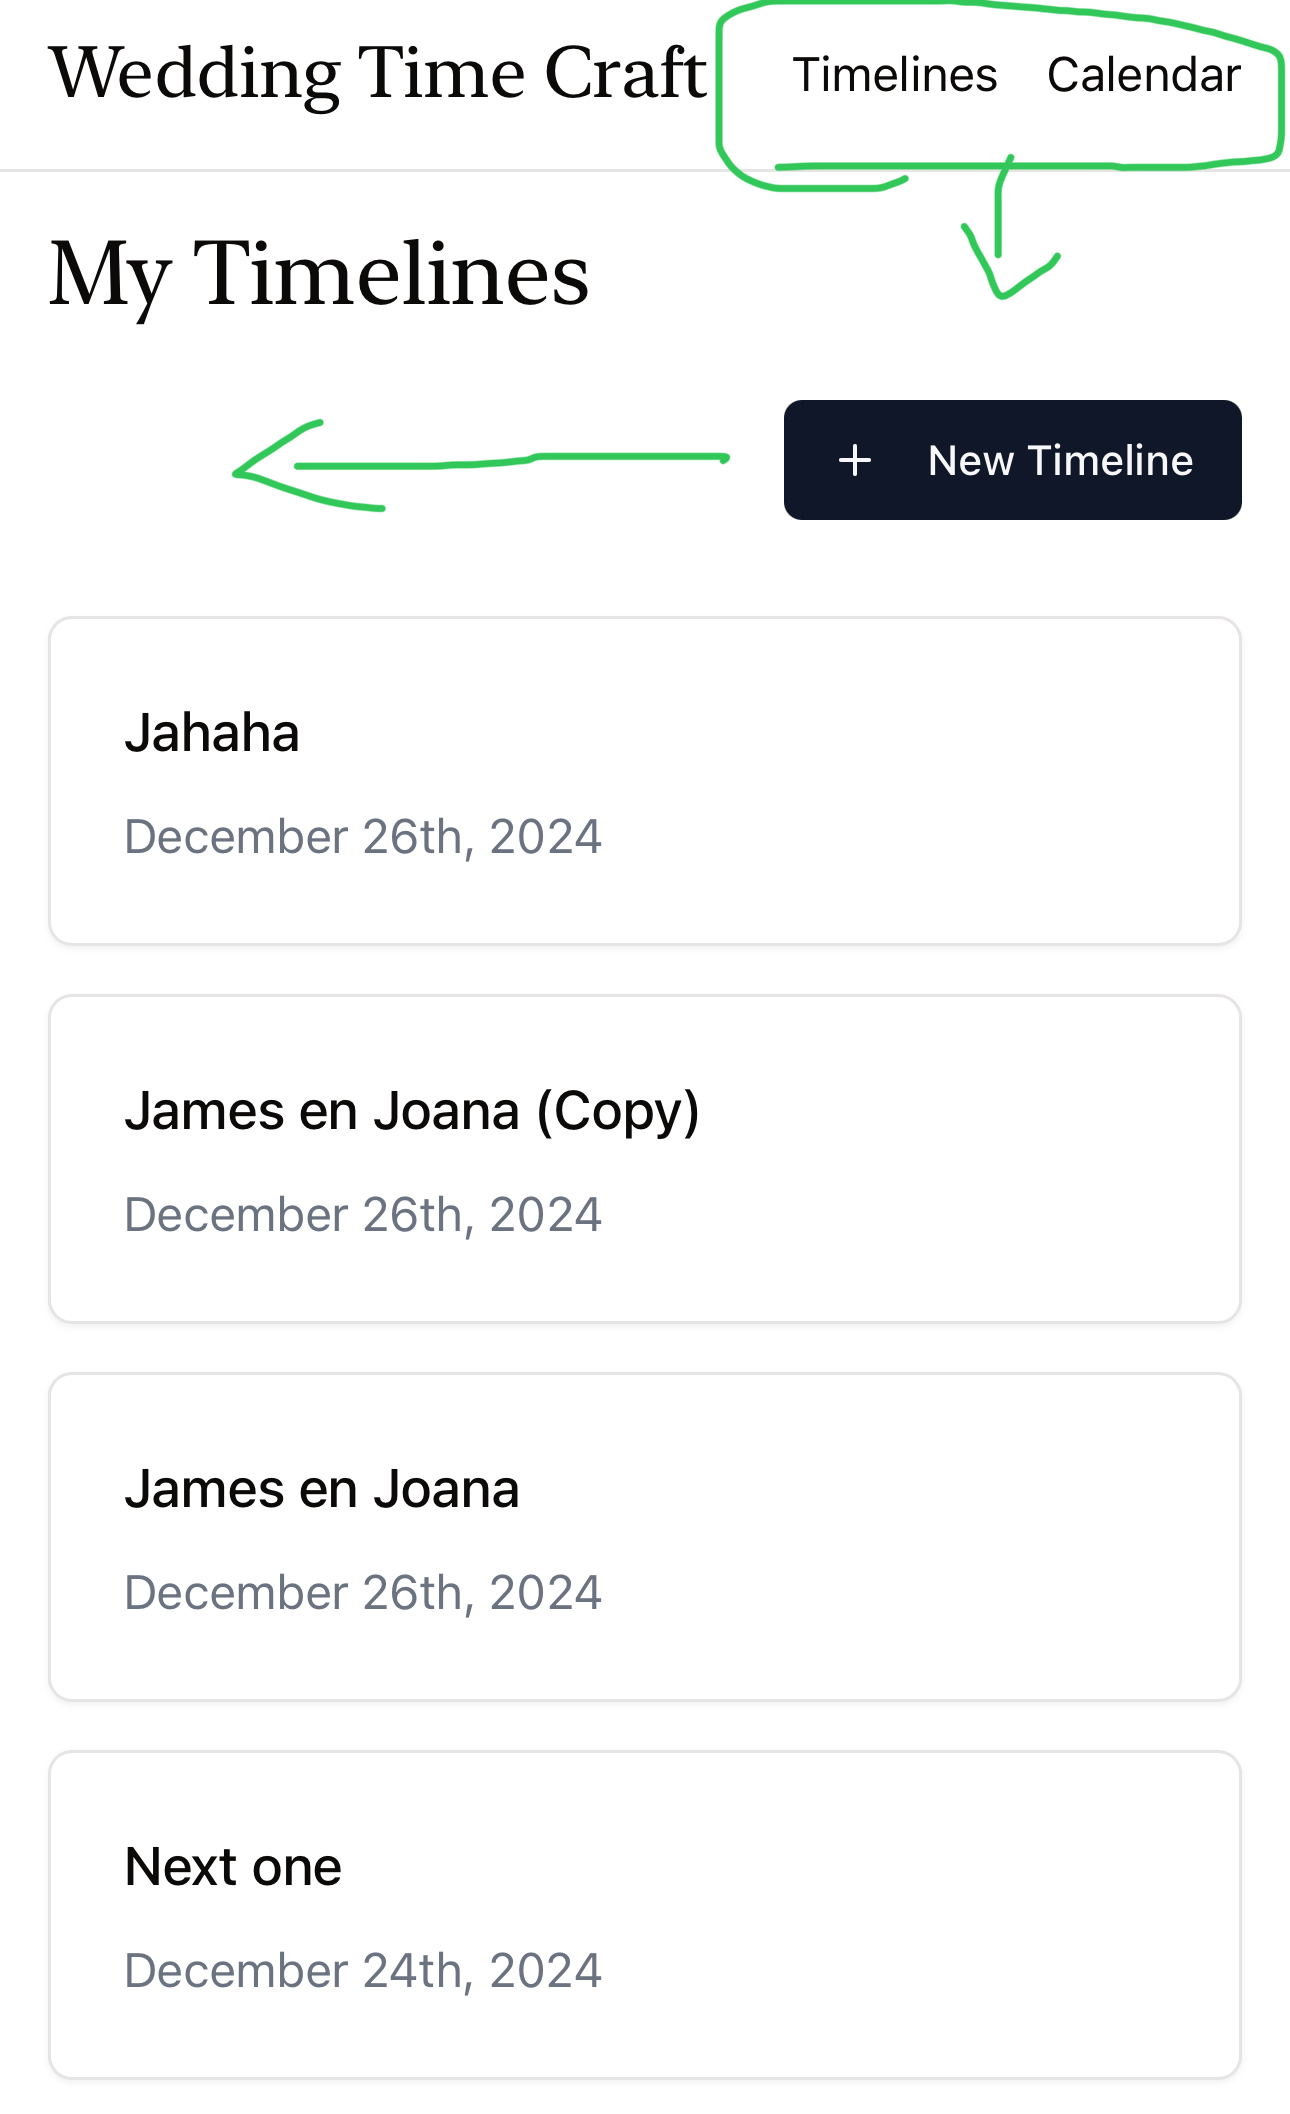 Wedding Time Craft Timelines Calendar
My Timelines
+ New Timeline
Jahaha
December 26th, 2024
James en Joana (Copy)
December 26th, 2024
James en Joana
December 26th, 2024
Next one
December 24th, 2024